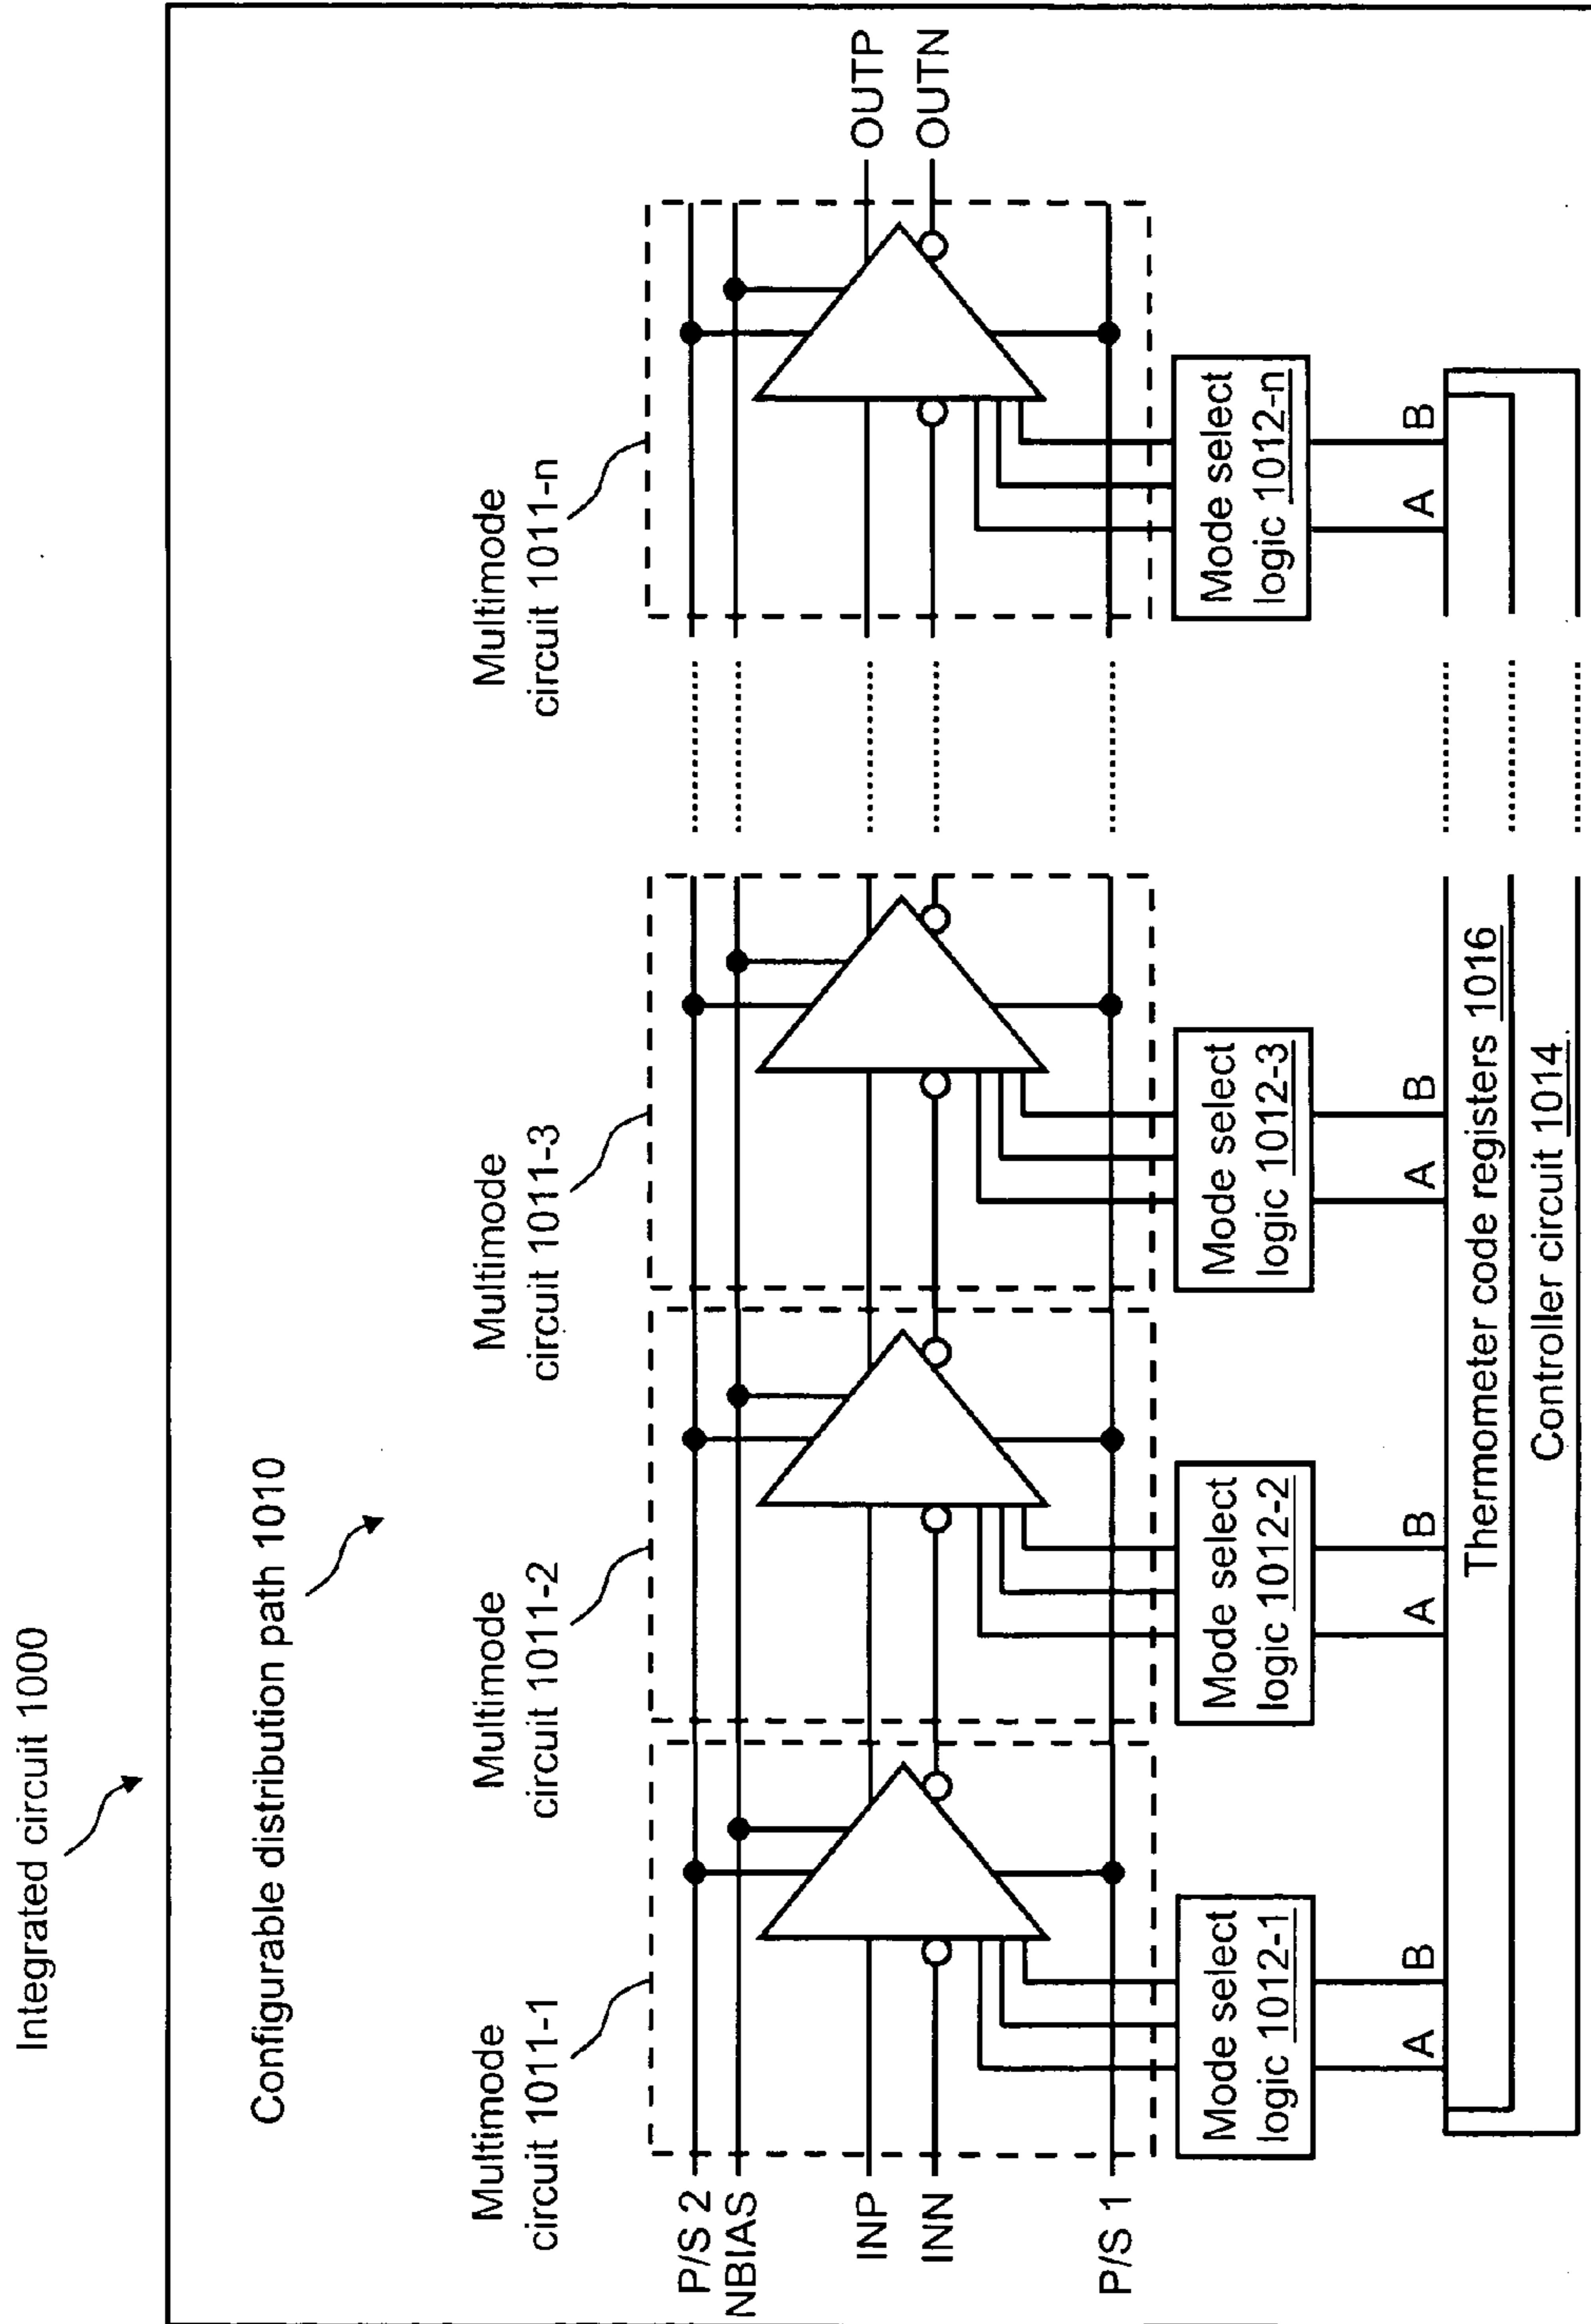 Integrated circuit 1000
Configurable distribution path 1010
Multimode
circuit 1011-1
Multimode
circuit 1011-2
Multimode
circuit 1011-3
Multimode
circuit 1011-n
P/S 2
NBIAS
INP
INN
P/S 1
OUTP
OUTN
Mode select
logic 1012-1
Mode select
logic 1012-2
Mode select
logic 1012-3
Mode select
logic 1012-n
A B
A B
A B
A B
Thermometer code registers 1016
Controller circuit 1014